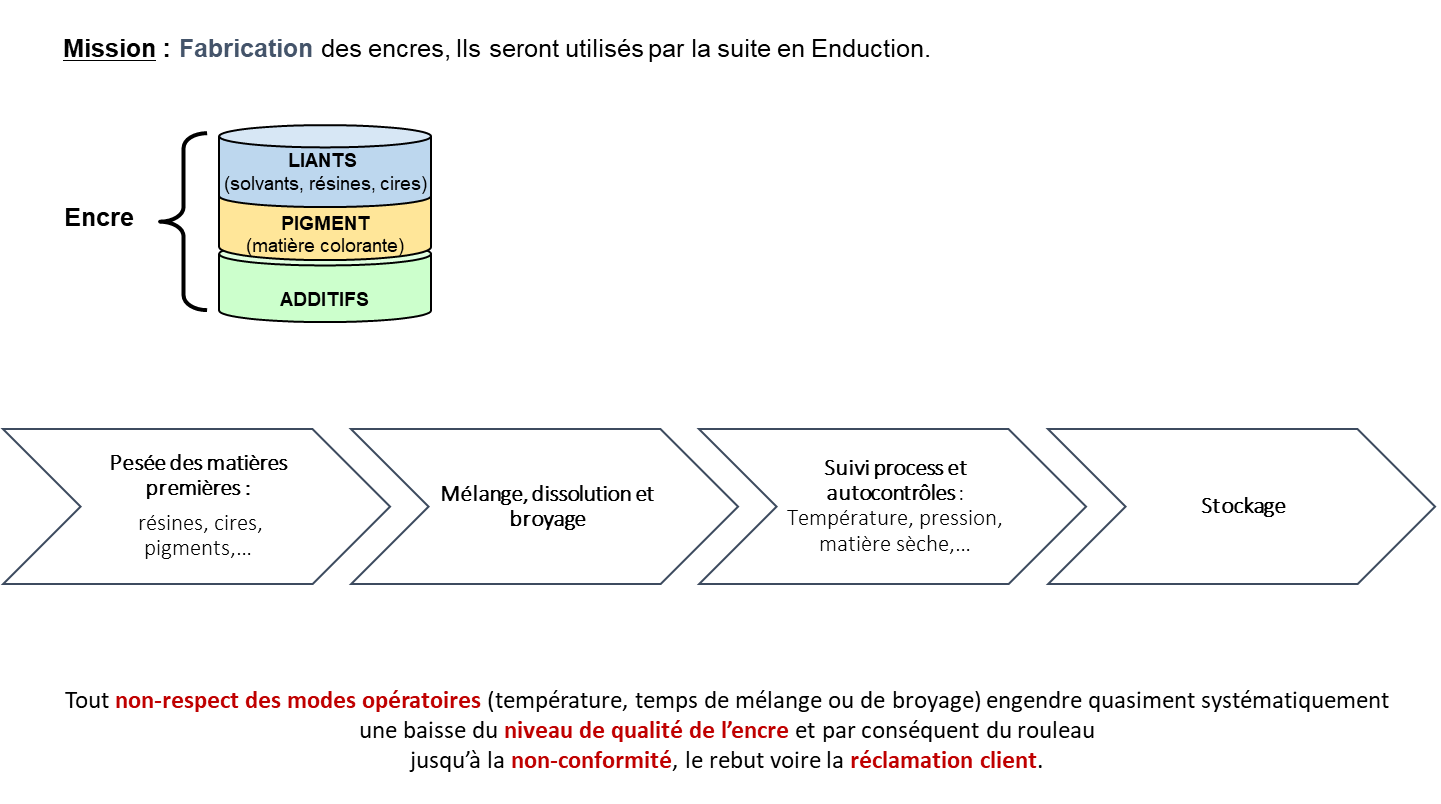 Mission : Fabrication des encres, Ils seront utilisés par la suite en Enduction.
Encre
LIANTS
(solvants, résines, cires)
PIGMENT
(matière colorante)
ADDITIFS
Pesée des matières
premières :
résines, cires,
pigments,...
Mélange, dissolution et
broyage
Suivi process et
autocontrôles :
Température, pression,
matière sèche,...
Stockage
Tout non-respect des modes opératoires (température, temps de mélange ou de broyage) engendre quasiment systématiquement
une baisse du niveau de qualité de l’encre et par conséquent du rouleau
jusqu’à la non-conformité, le rebut voire la réclamation client.